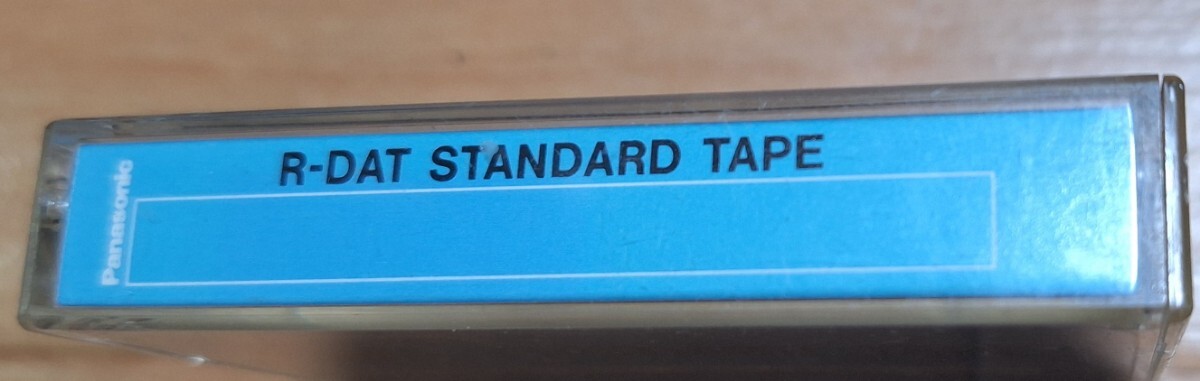 R-DAT STANDARD TAPE
Panasonic